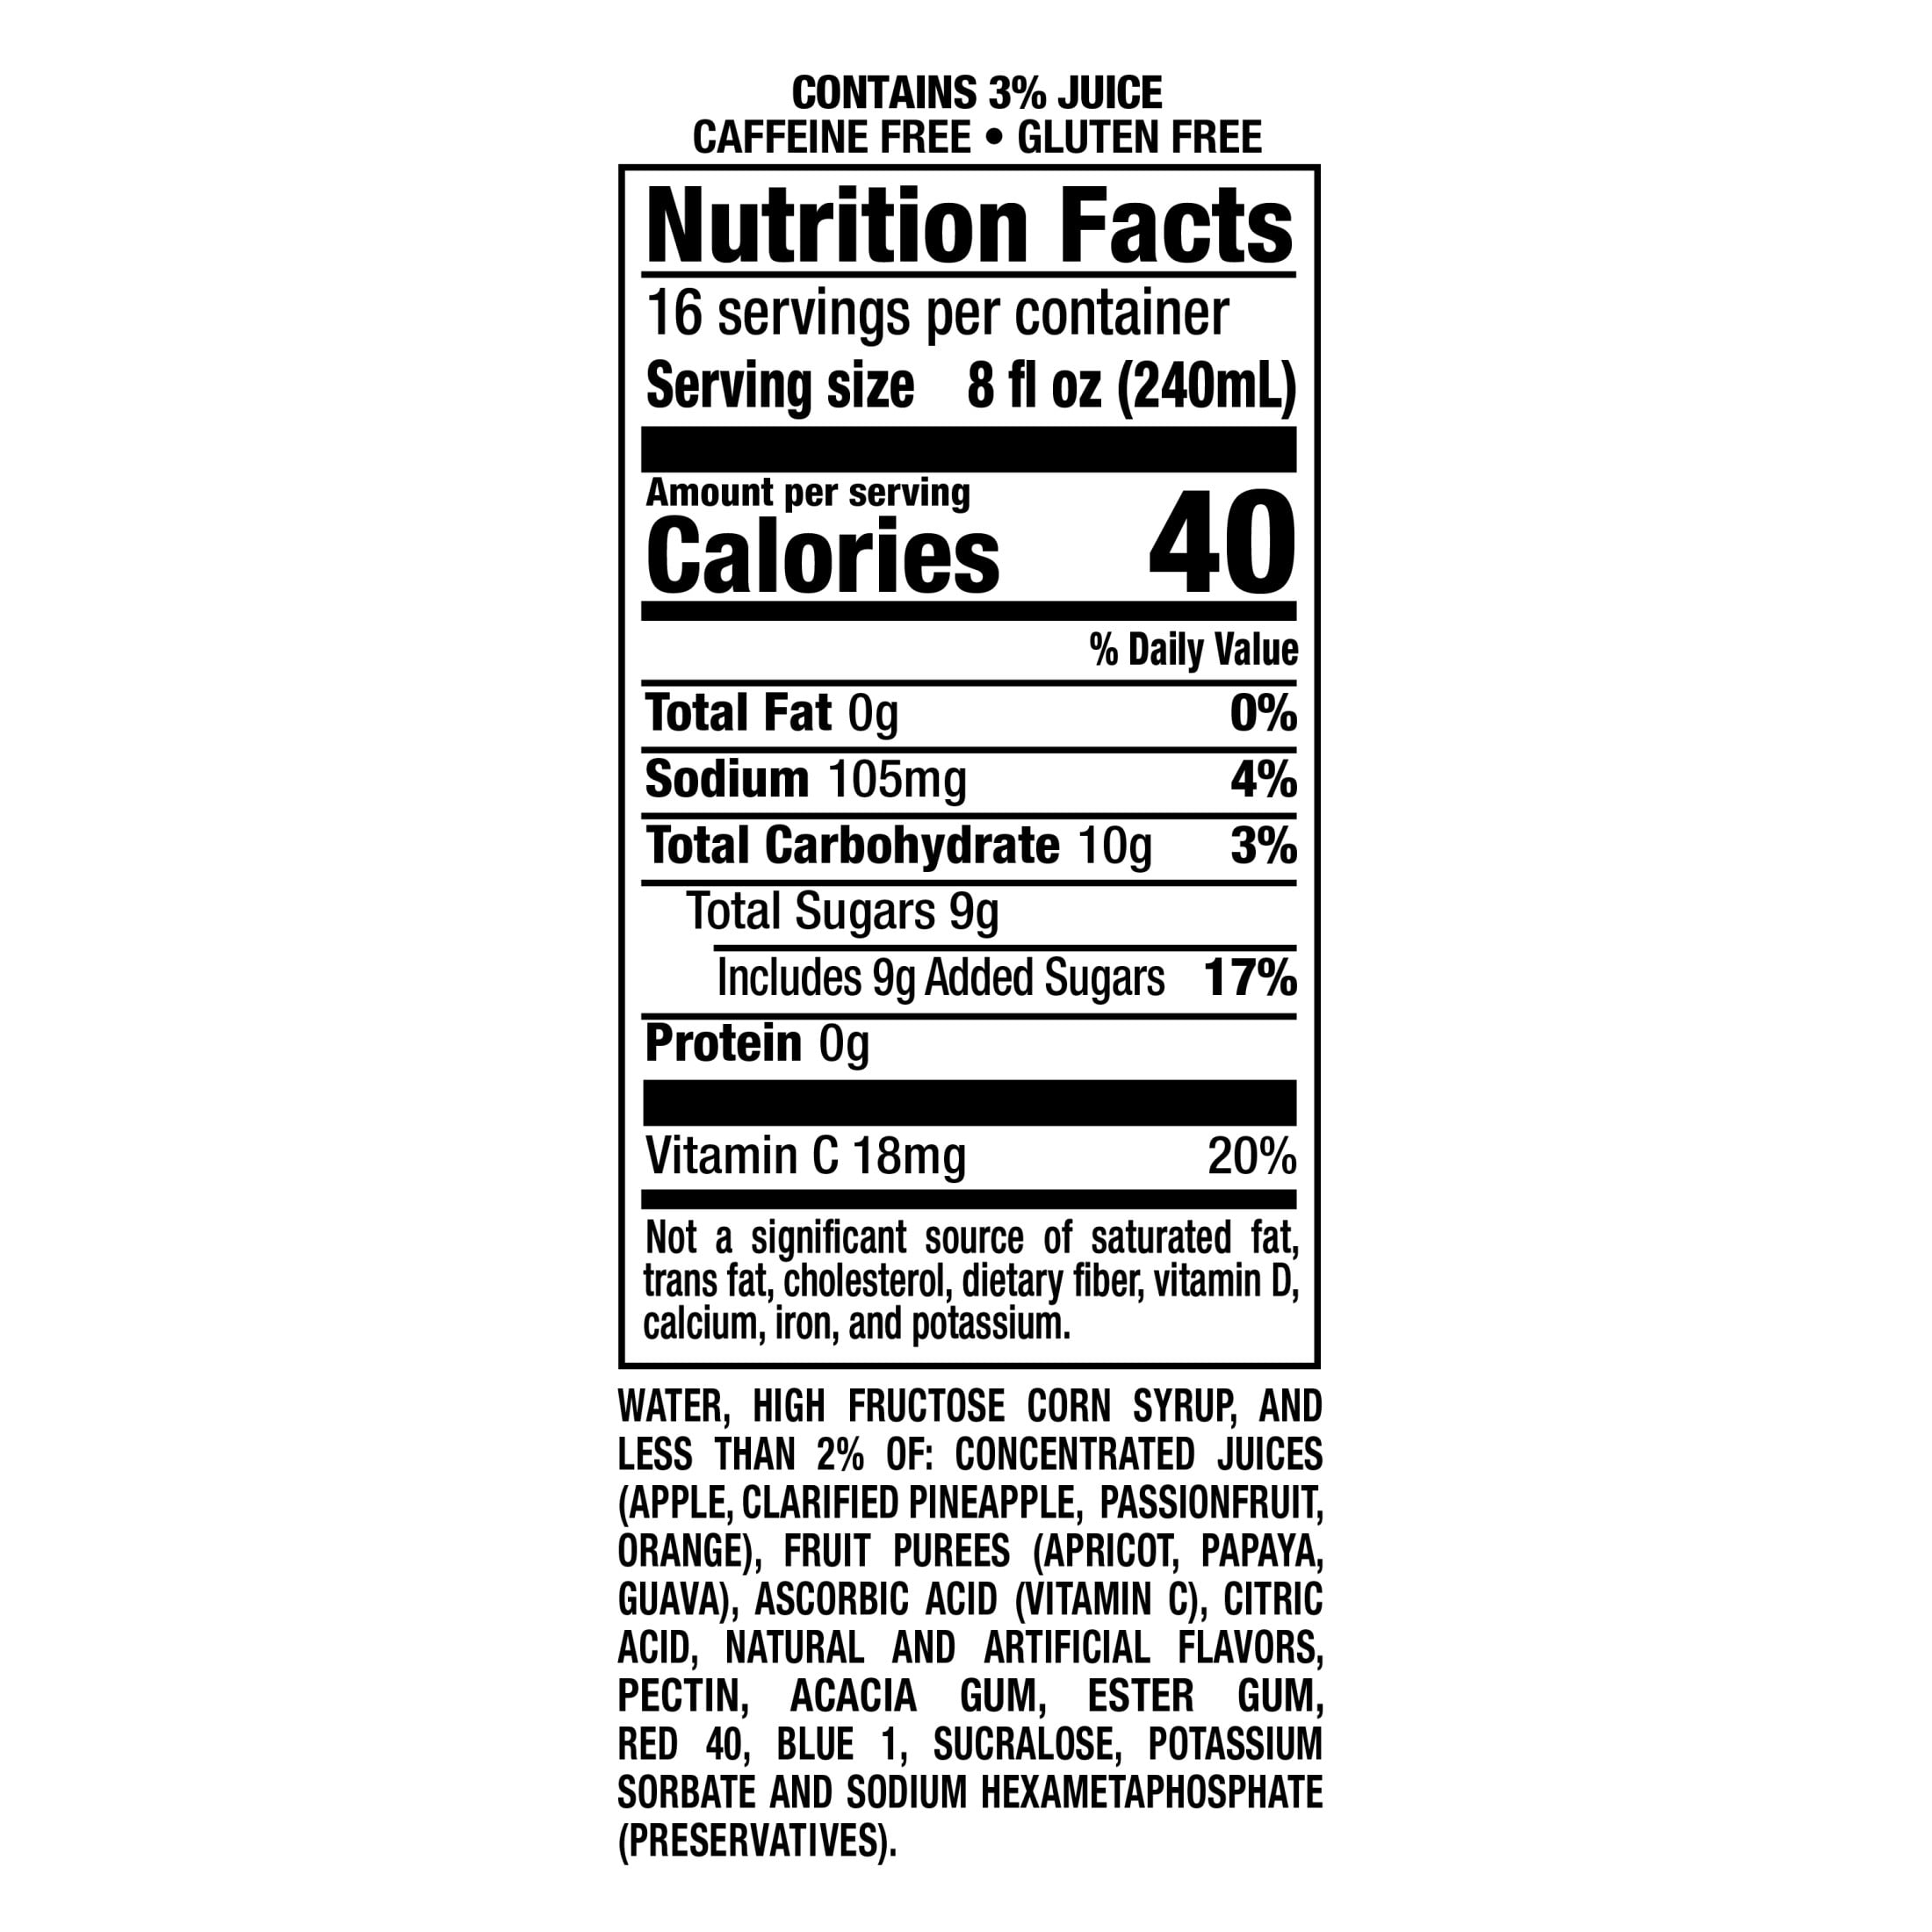 CONTAINS 3% JUICE
CAFFEINE FREE • GLUTEN FREE
Nutrition Facts
16 servings per container
Serving size 8 fl oz (240mL)
Amount per serving
Calories 40
% Daily Value
Total Fat 0g 0%
Sodium 105mg 4%
Total Carbohydrate 10g 3%
Total Sugars 9g
Includes 9g Added Sugars 17%
Protein 0g
Vitamin C 18mg 20%
Not a significant source of saturated fat,
trans fat, cholesterol, dietary fiber, vitamin D,
calcium, iron, and potassium.
WATER, HIGH FRUCTOSE CORN SYRUP, AND
LESS THAN 2% OF: CONCENTRATED JUICES
(APPLE, CLARIFIED PINEAPPLE, PASSIONFRUIT,
ORANGE), FRUIT PUREES (APRICOT, PAPAYA,
GUAVA), ASCORBIC ACID (VITAMIN C), CITRIC
ACID, NATURAL AND ARTIFICIAL FLAVORS,
PECTIN, ACACIA GUM, ESTER GUM,
RED 40, BLUE 1, SUCRALOSE, POTASSIUM
SORBATE AND SODIUM HEXAMETAPHOSPHATE
(PRESERVATIVES).